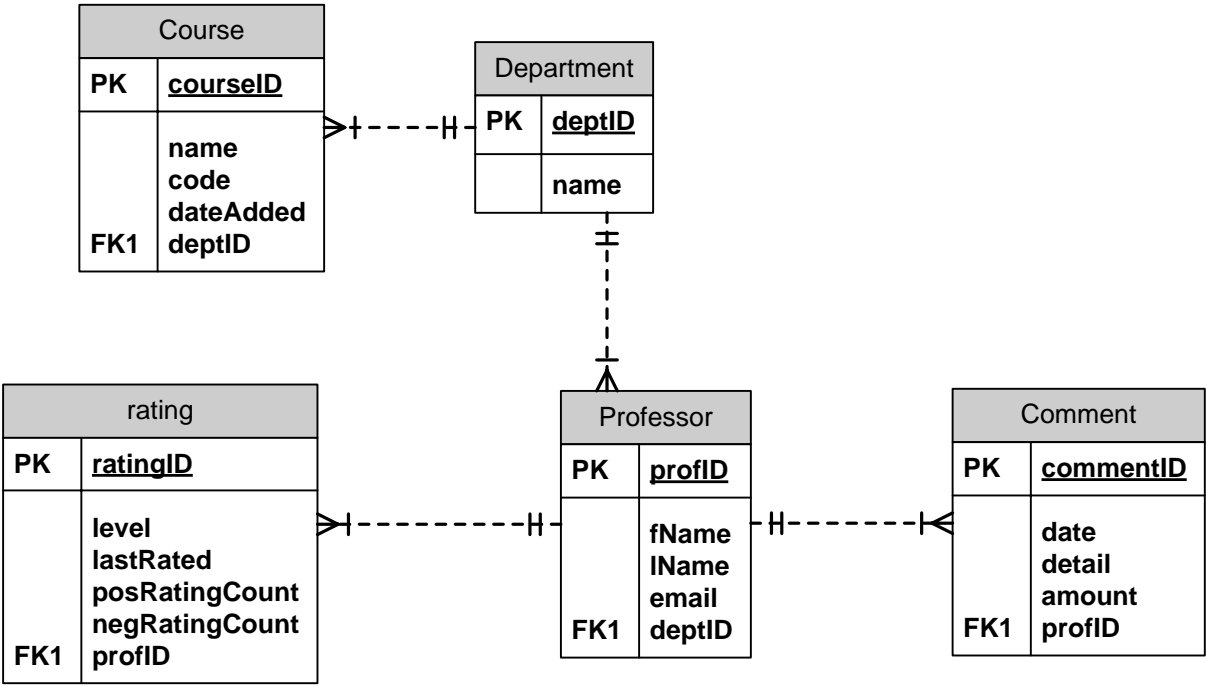 Course
PK courseID
name
code
dateAdded
FK1 deptID
Department
PK deptID
name
rating
PK ratingID
level
lastRated
posRatingCount
negRatingCount
FK1 profID
Professor
PK profID
fName
lName
email
FK1 deptID
Comment
PK commentID
date
detail
amount
FK1 profID